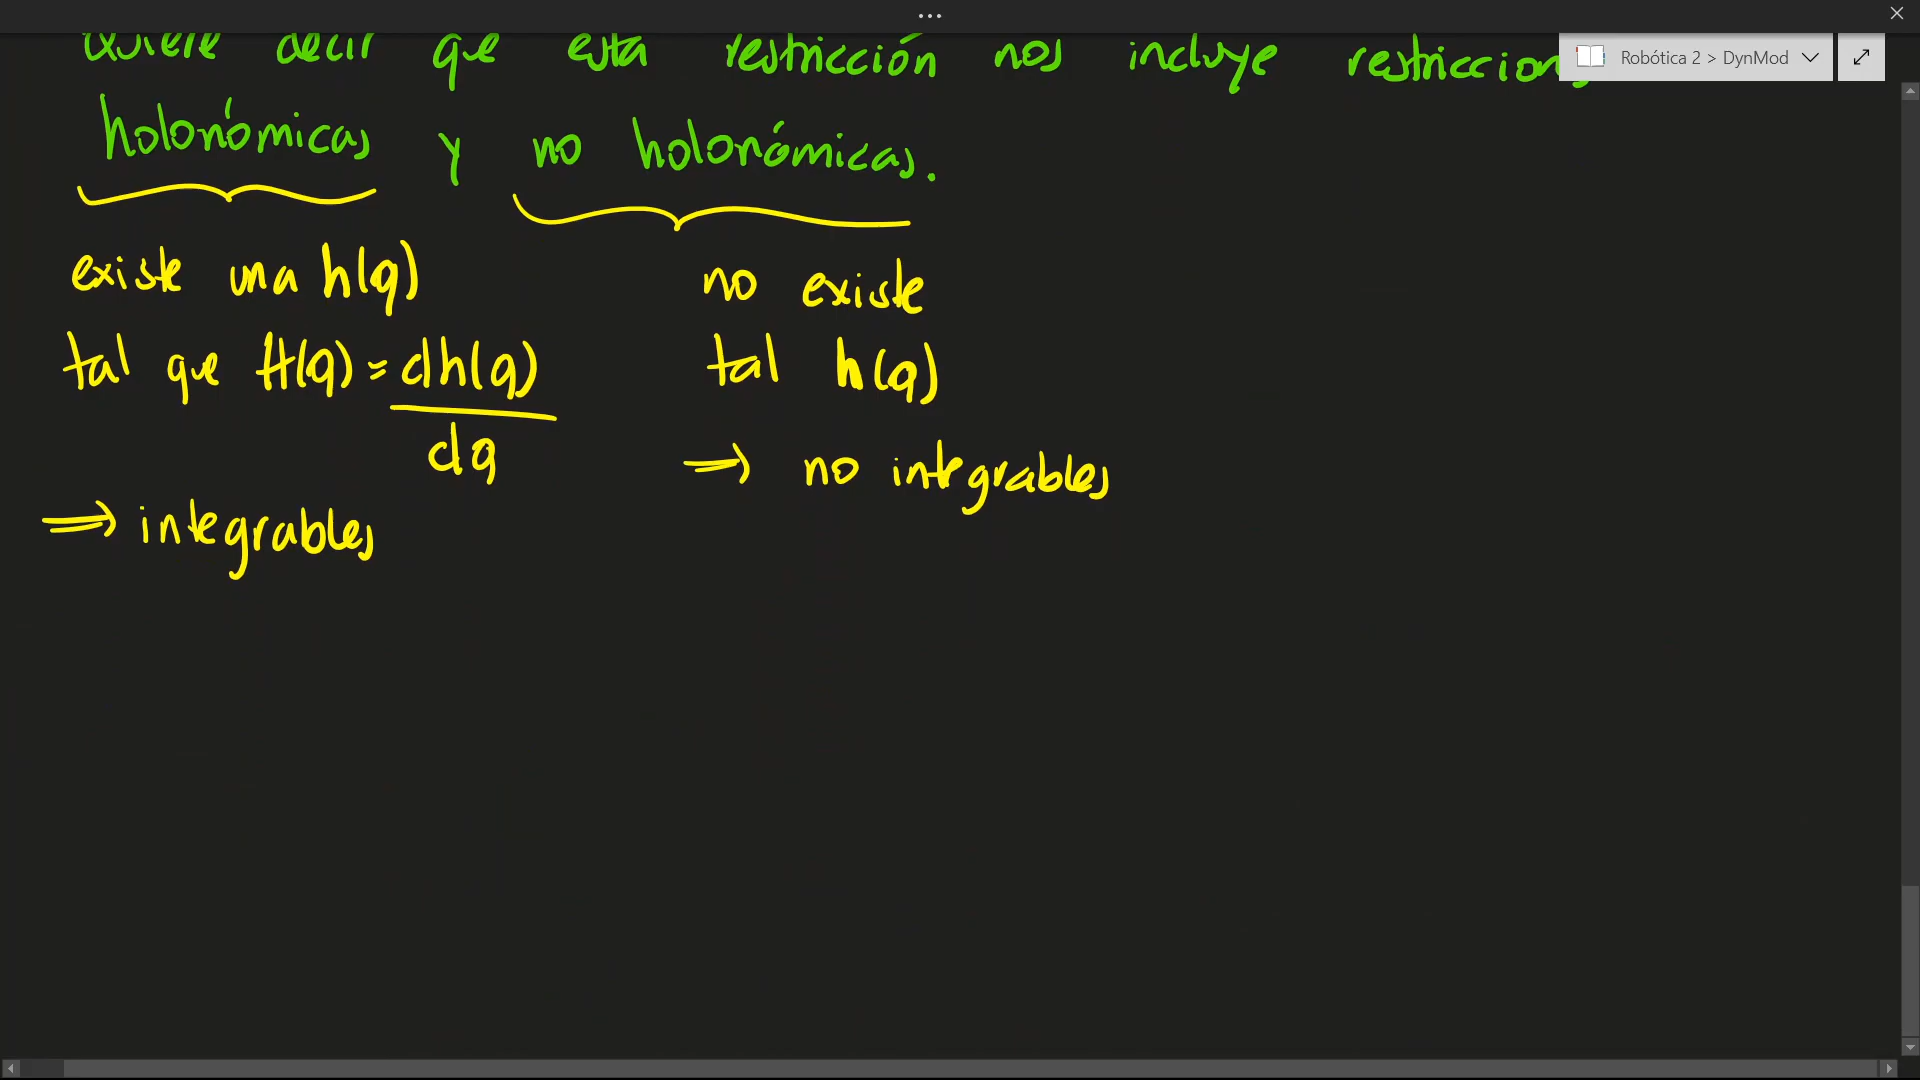 Robótica 2 > DynMod
Quiere decir que esta restricción nos incluye restriccion
holonómicas y no holonómicas.
existe una h(q)
tal que H(q) = dh(q)
dq
⇒ integrables
no existe
tal h(q)
⇒ no integrables